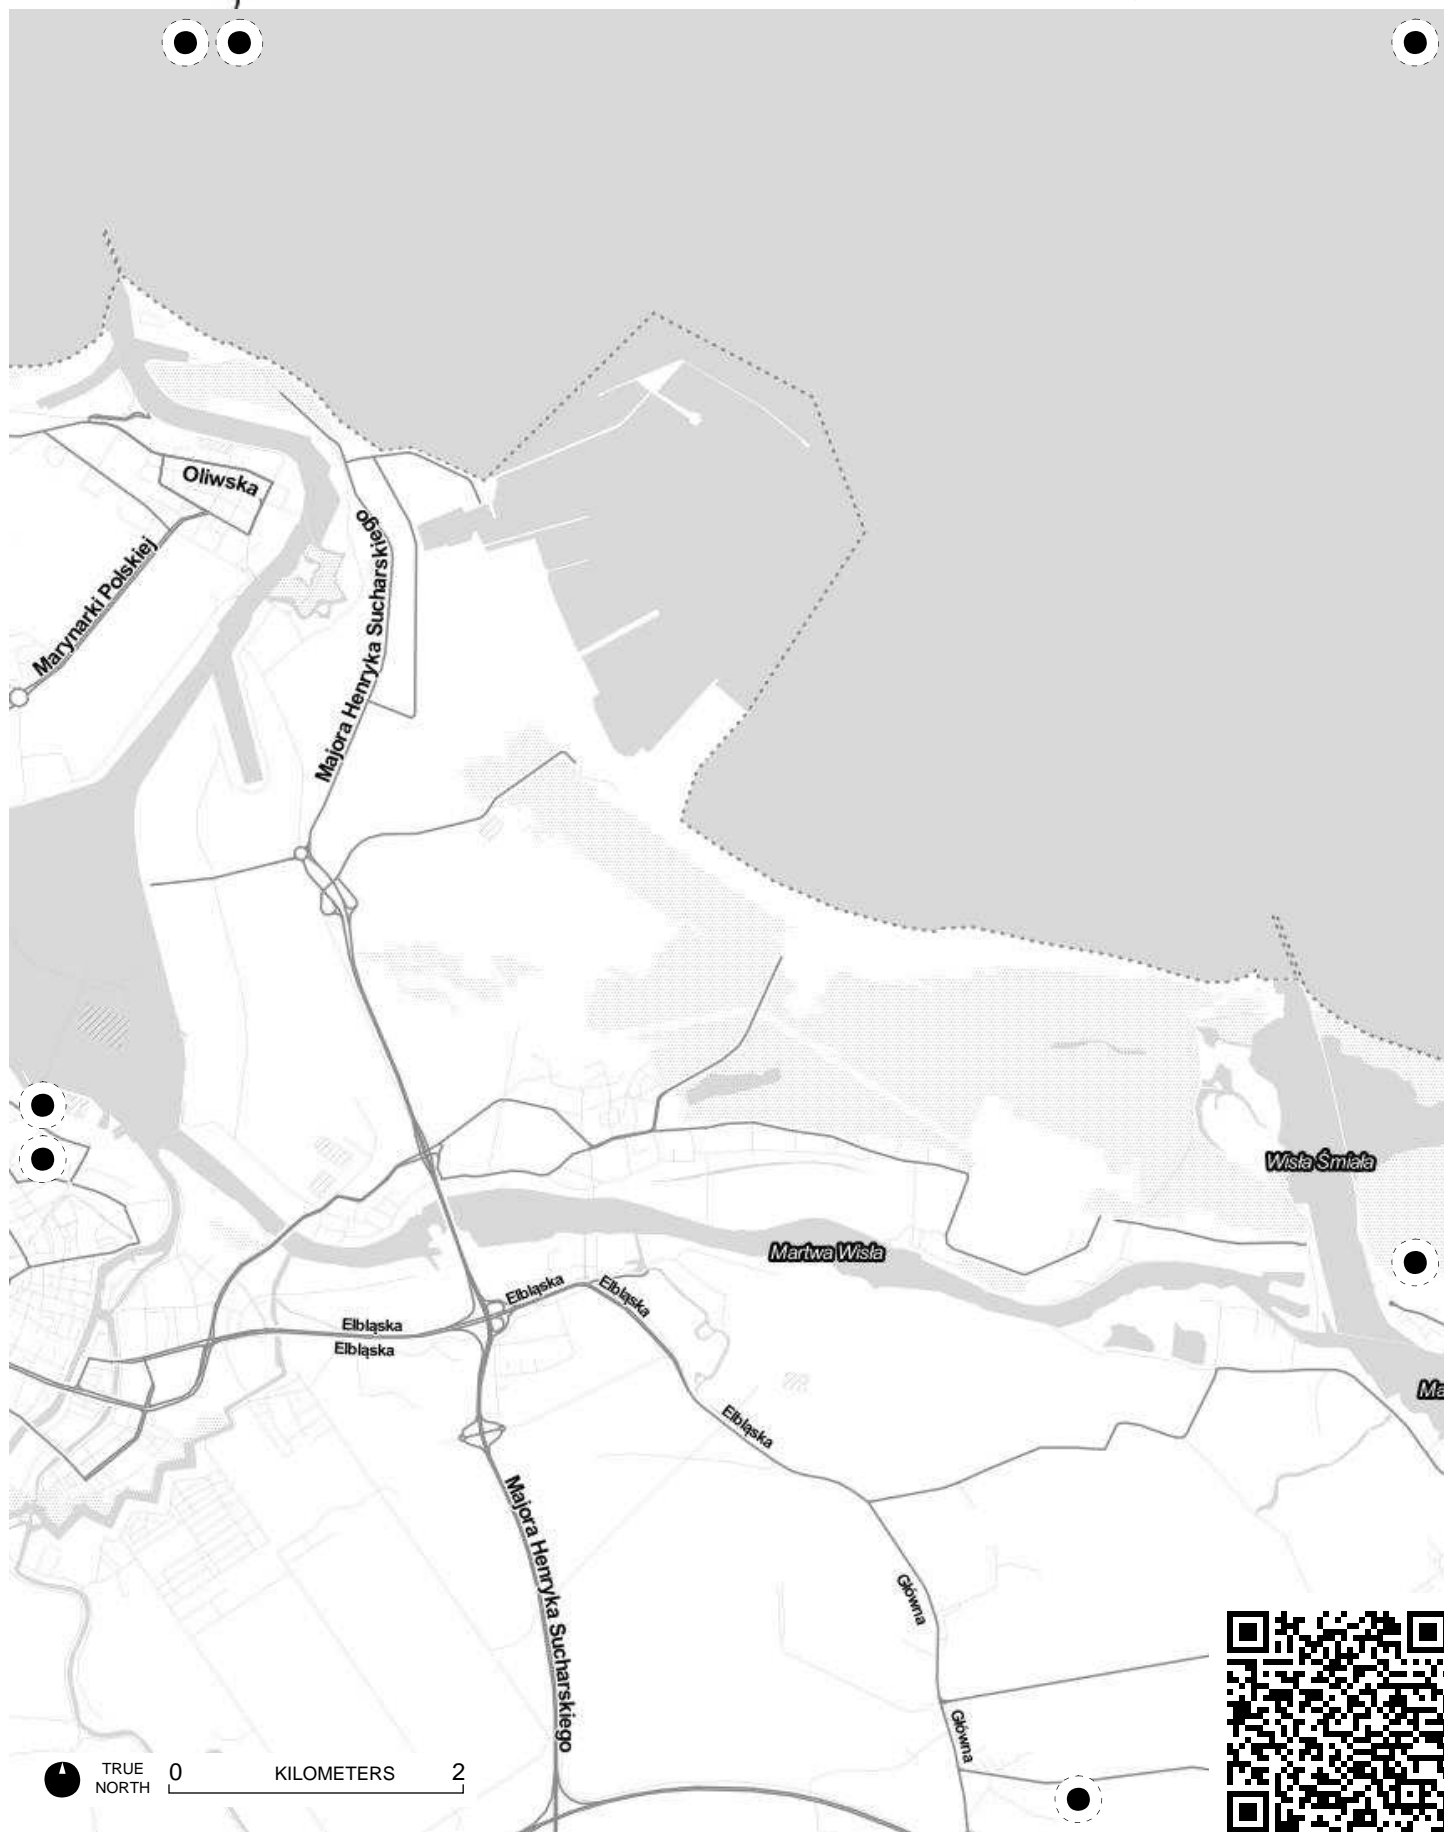 Oliwska
Marynarki Polskiej
Majora Henryka Sucharskiego
Wisła Śmiała
Martwa Wisła
Elbląska
Elbląska
Elbląska
Elbląska
Ma
Elbląska
Majora Henryka Sucharskiego
Główna
Główna
TRUE
NORTH
0 KILOMETERS 2